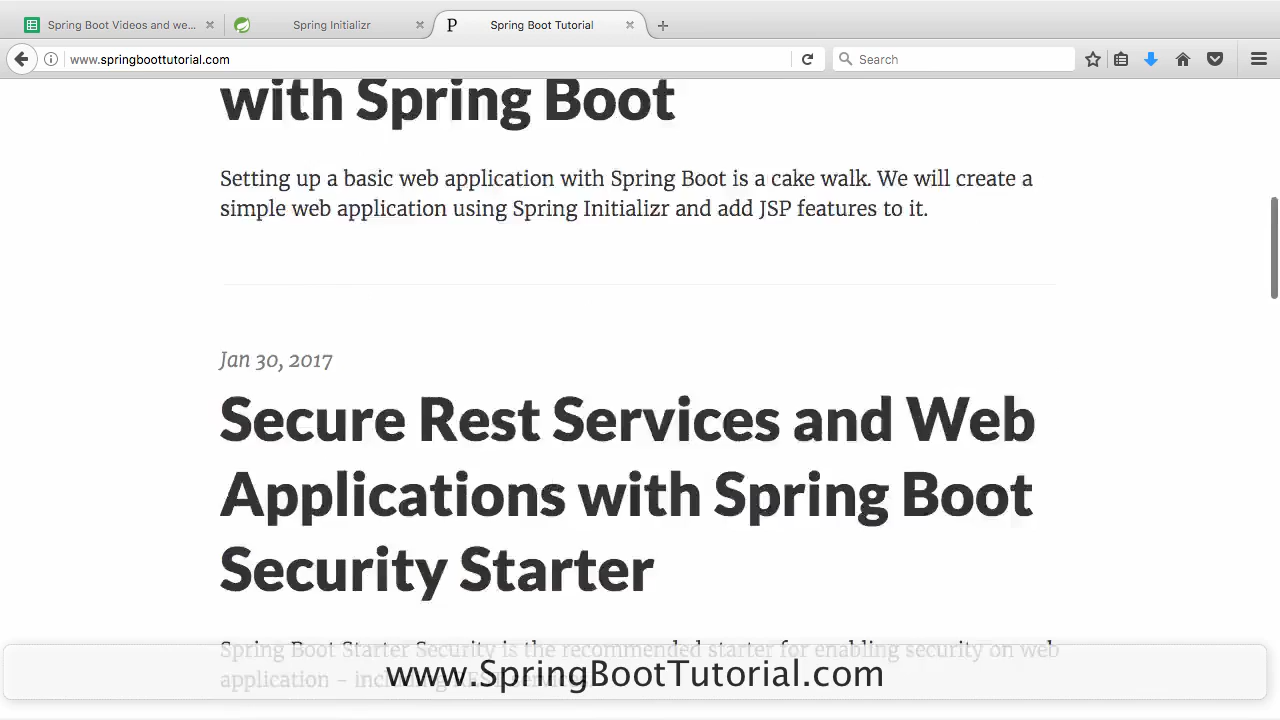 Spring Boot Videos and we...
Spring Initializr
P
Spring Boot Tutorial
www.springboottutorial.com
Search
with Spring Boot
Setting up a basic web application with Spring Boot is a cake walk. We will create a
simple web application using Spring Initializr and add JSP features to it.
Jan 30, 2017
Secure Rest Services and Web
Applications with Spring Boot
Security Starter
Spring Boot Starter Security is the recommended starter for enabling security on web
application –
www.SpringBootTutorial.com